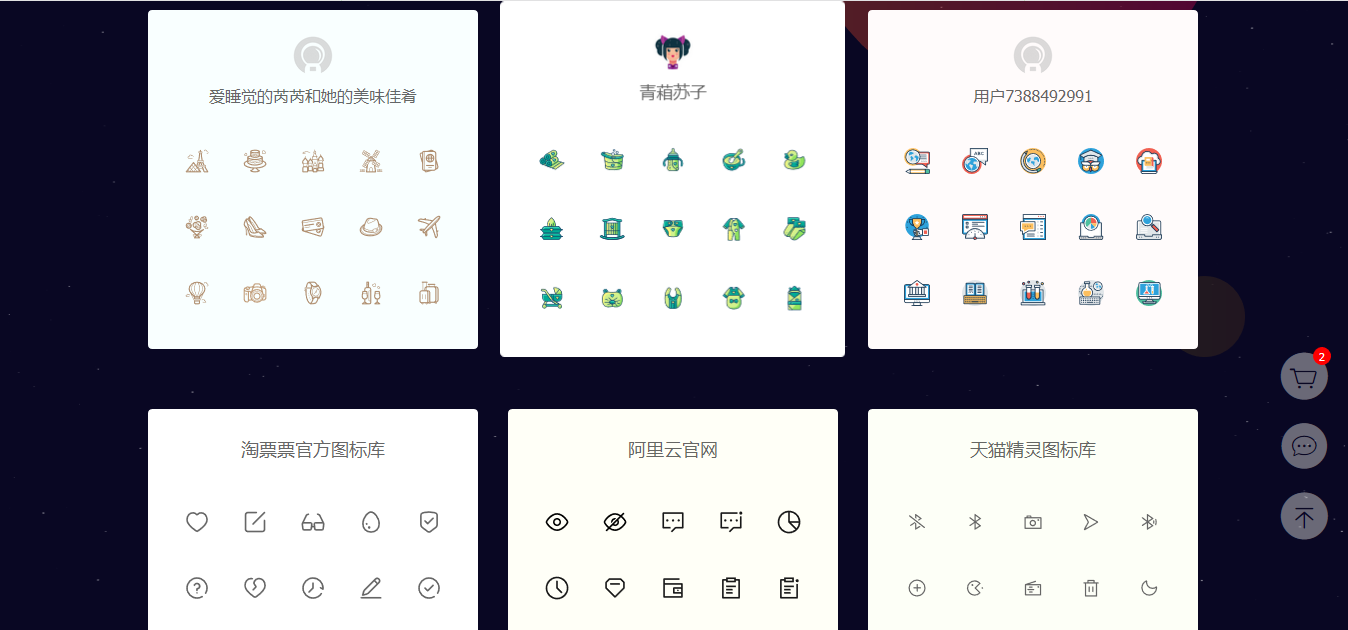 爱睡觉的芮芮和她的美味佳肴
青葙苏子
用户7388492991
ABC
2
淘票票官方图标库
阿里云官网
天猫精灵图标库